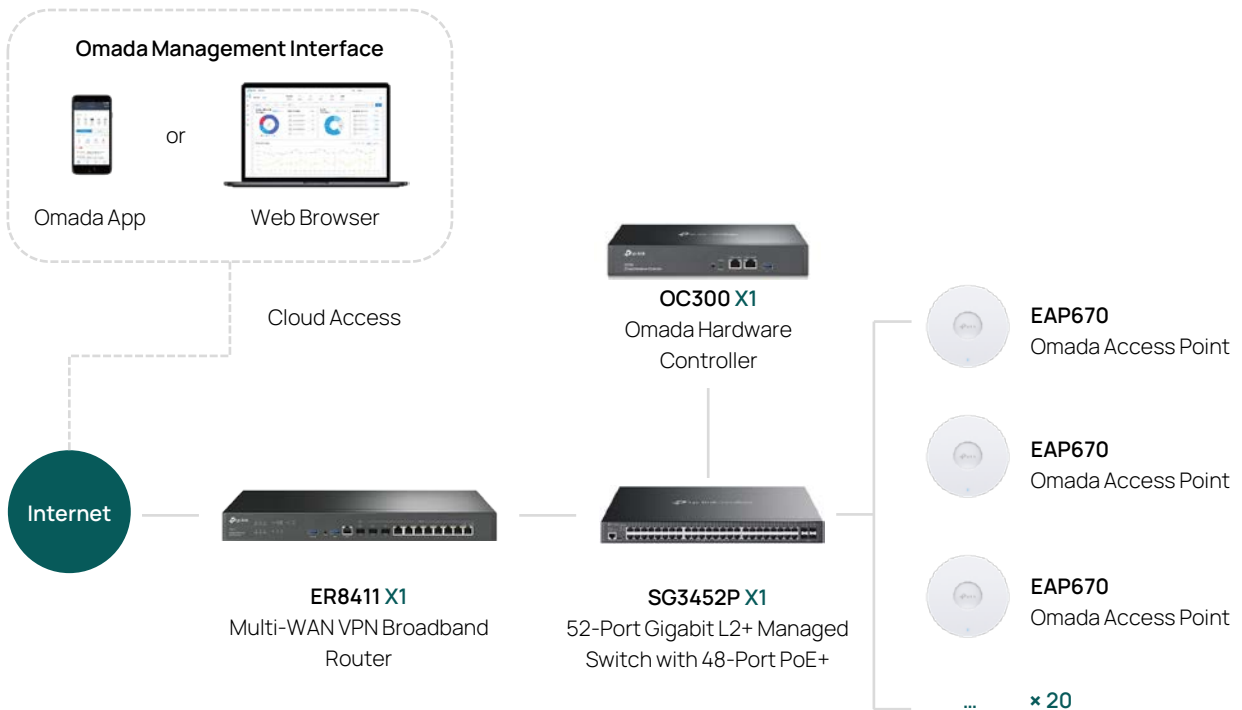 Omada Management Interface
or
Omada App
Web Browser
Cloud Access
OC300 X1
Omada Hardware
Controller
EAP670
Omada Access Point
EAP670
Omada Access Point
Internet
ER8411 X1
Multi-WAN VPN Broadband
Router
SG3452P X1
52-Port Gigabit L2+ Managed
Switch with 48-Port PoE+
EAP670
Omada Access Point
... × 20